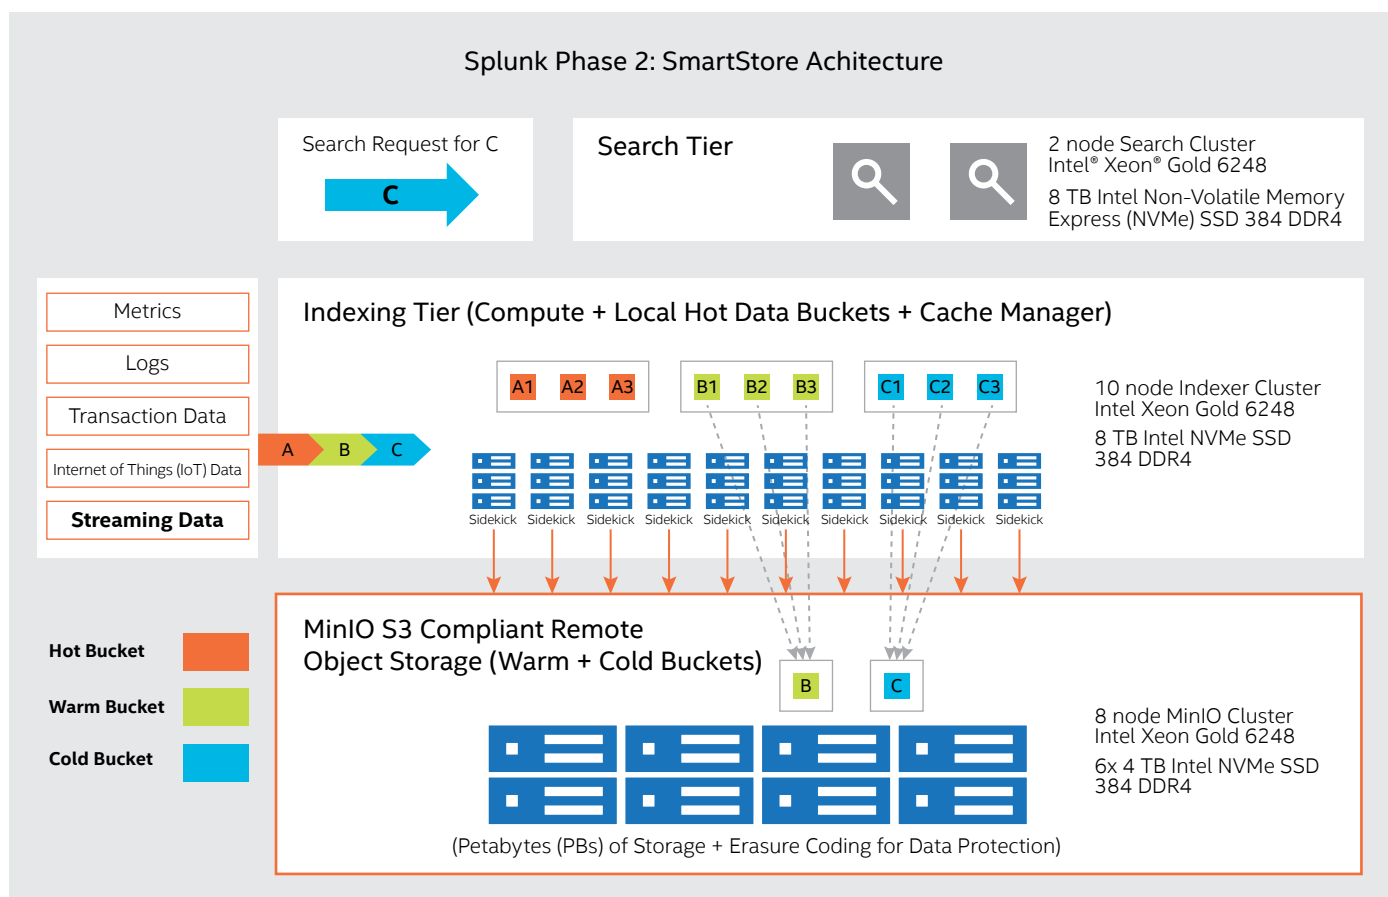 Splunk Phase 2: SmartStore Achitecture
Search Request for C
C
Search Tier
2 node Search Cluster
Intel® Xeon® Gold 6248
8 TB Intel Non-Volatile Memory
Express (NVMe) SSD 384 DDR4
Metrics
Logs
Transaction Data
Internet of Things (IoT) Data
Streaming Data
A B C
Indexing Tier (Compute + Local Hot Data Buckets + Cache Manager)
A1 A2 A3 B1 B2 B3 C1 C2 C3
10 node Indexer Cluster
Intel Xeon Gold 6248
8 TB Intel NVMe SSD
384 DDR4
Sidekick Sidekick Sidekick Sidekick Sidekick Sidekick Sidekick Sidekick Sidekick Sidekick
Hot Bucket
Warm Bucket
Cold Bucket
MinIO S3 Compliant Remote
Object Storage (Warm + Cold Buckets)
B C
8 node MinIO Cluster
Intel Xeon Gold 6248
6x 4 TB Intel NVMe SSD
384 DDR4
(Petabytes (PBs) of Storage + Erasure Coding for Data Protection)